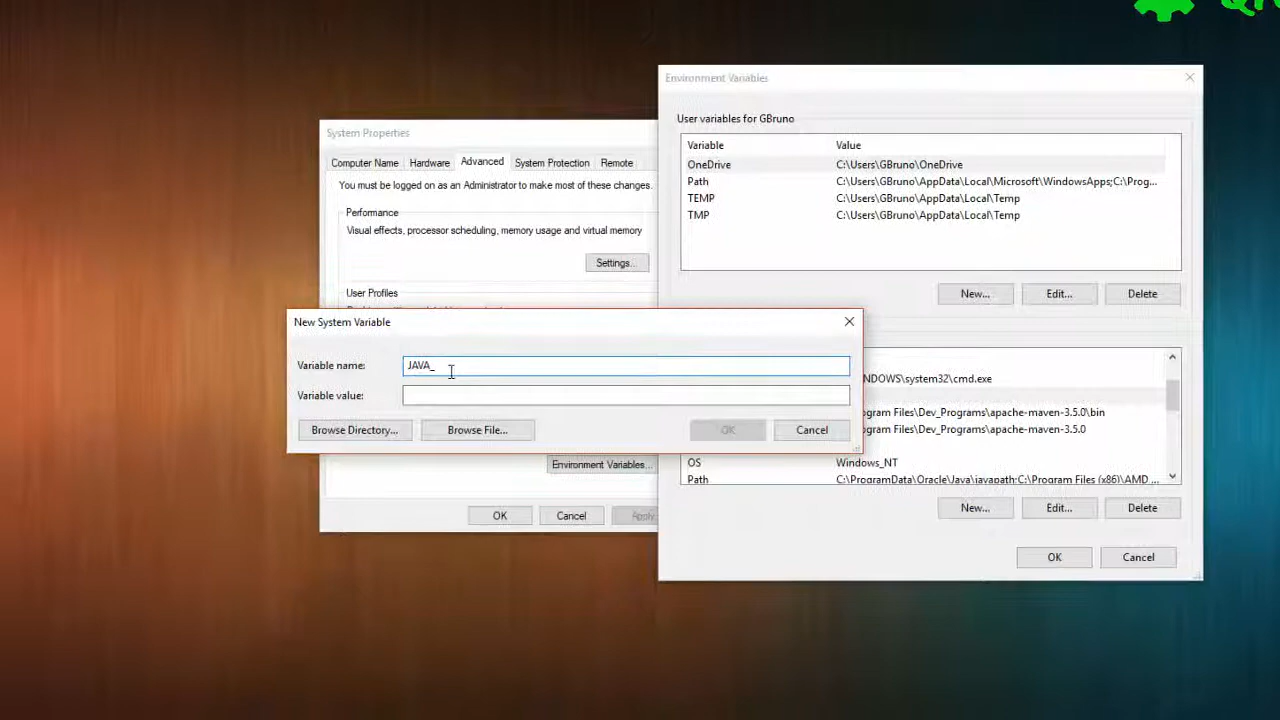 Environment Variables
User variables for GBruno
Variable Value
OneDrive C:\Users\GBruno\OneDrive
Path C:\Users\GBruno\AppData\Local\Microsoft\WindowsApps;C:\Prog...
TEMP C:\Users\GBruno\AppData\Local\Temp
TMP C:\Users\GBruno\AppData\Local\Temp
New... Edit... Delete
System Properties
Computer Name Hardware Advanced System Protection Remote
You must be logged on as an Administrator to make most of these changes.
Performance
Visual effects, processor scheduling, memory usage and virtual memory
Settings...
User Profiles
New System Variable
Variable name: JAVA_
Variable value:
Browse Directory... Browse File... OK Cancel
NDOWS\system32\cmd.exe
gram Files\Dev_Programs\apache-maven-3.5.0\bin
gram Files\Dev_Programs\apache-maven-3.5.0
OS Windows_NT
Path C:\ProgramData\Oracle\Java\javapath;C:\Program Files (x86)\AMD ...
New... Edit... Delete
OK Cancel
Environment Variables...
OK Cancel Apply